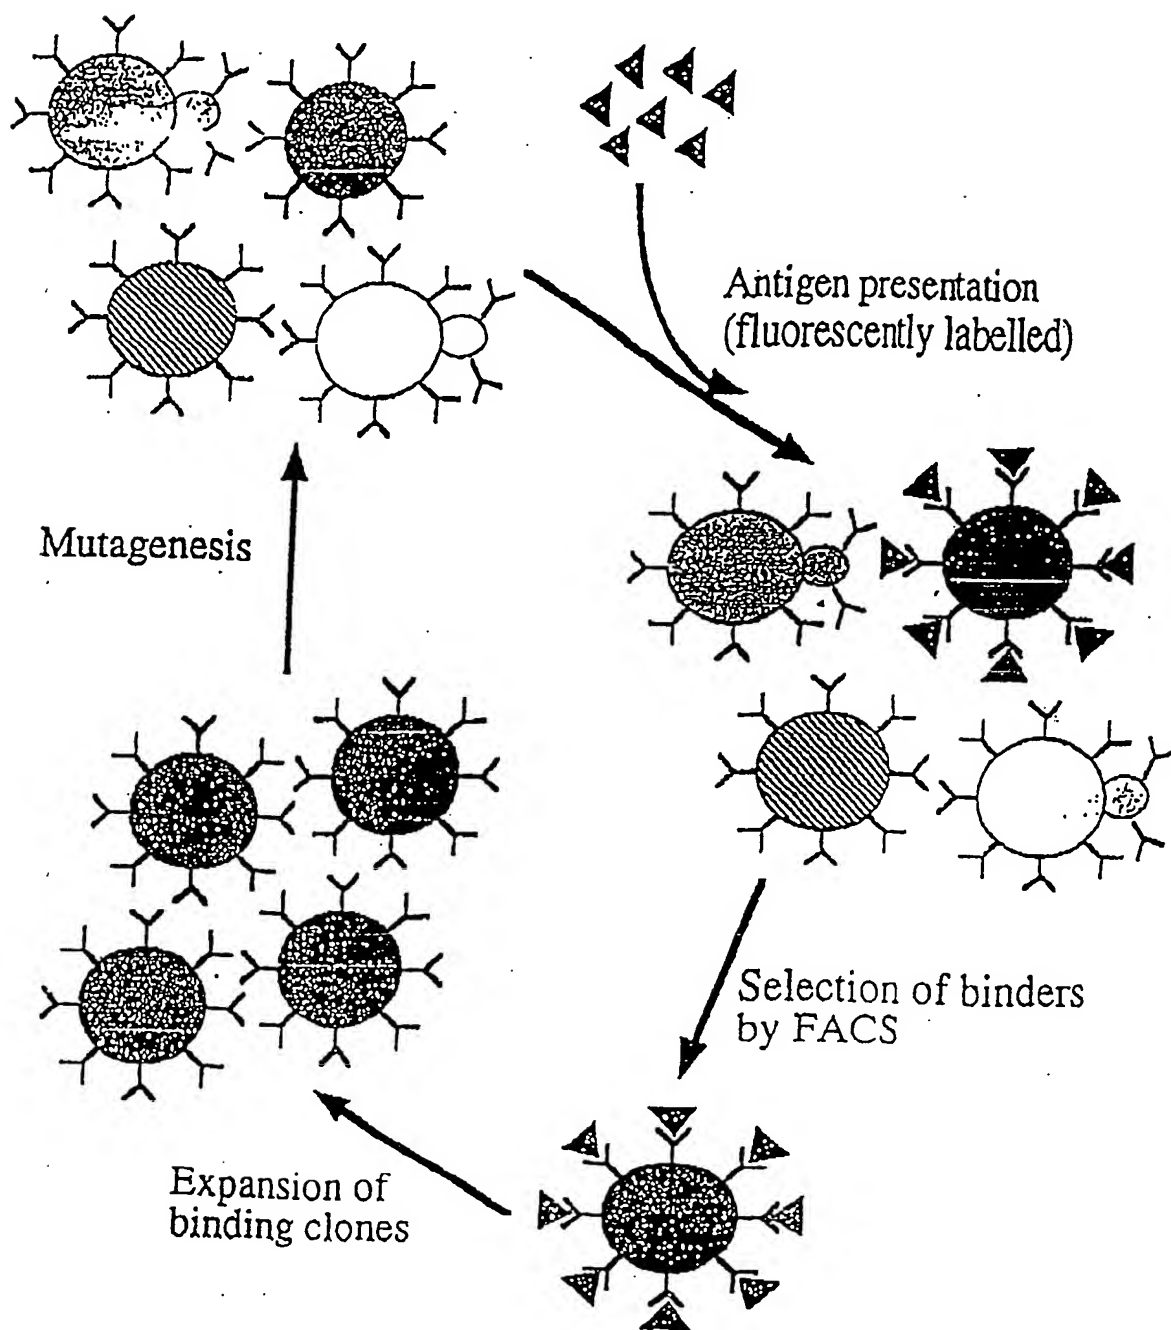 Antigen presentation
(fluorescently labelled)
Mutagenesis
Selection of binders
by FACS
Expansion of
binding clones